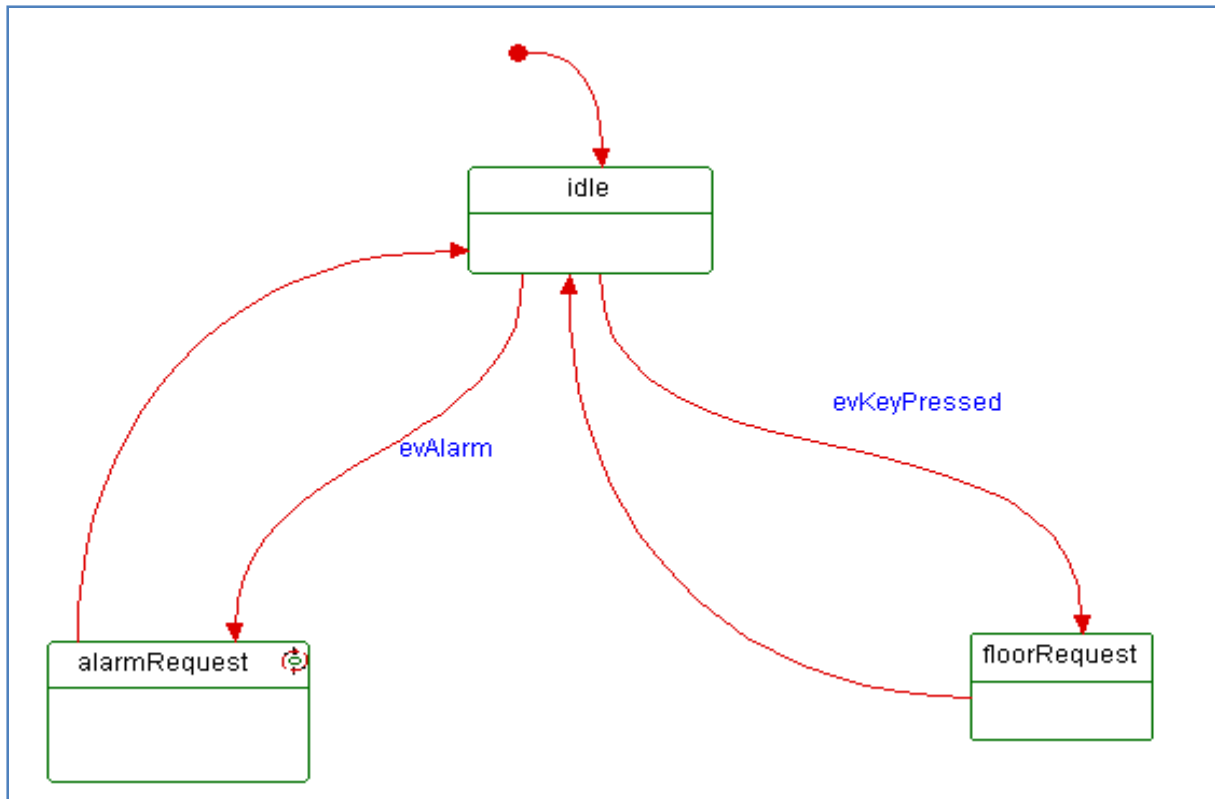 idle
evKeyPressed
evAlarm
alarmRequest
floorRequest